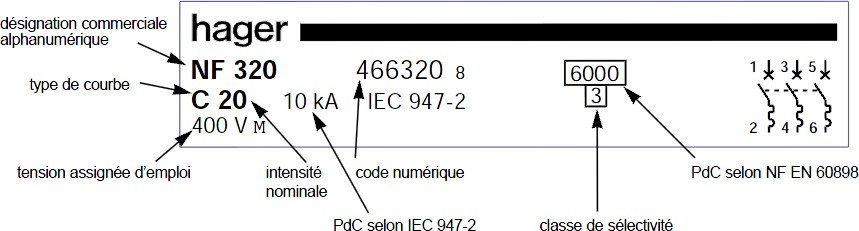 désignation commerciale
alphanumérique
hager
NF 320
466320 8
6000
1 3 5
type de courbe
C 20
10 kA
IEC 947-2
3
400 V M
2 4 6
tension assignée d'emploi
intensité
nominale
code numérique
PdC selon NF EN 60898
PdC selon IEC 947-2
classe de sélectivité